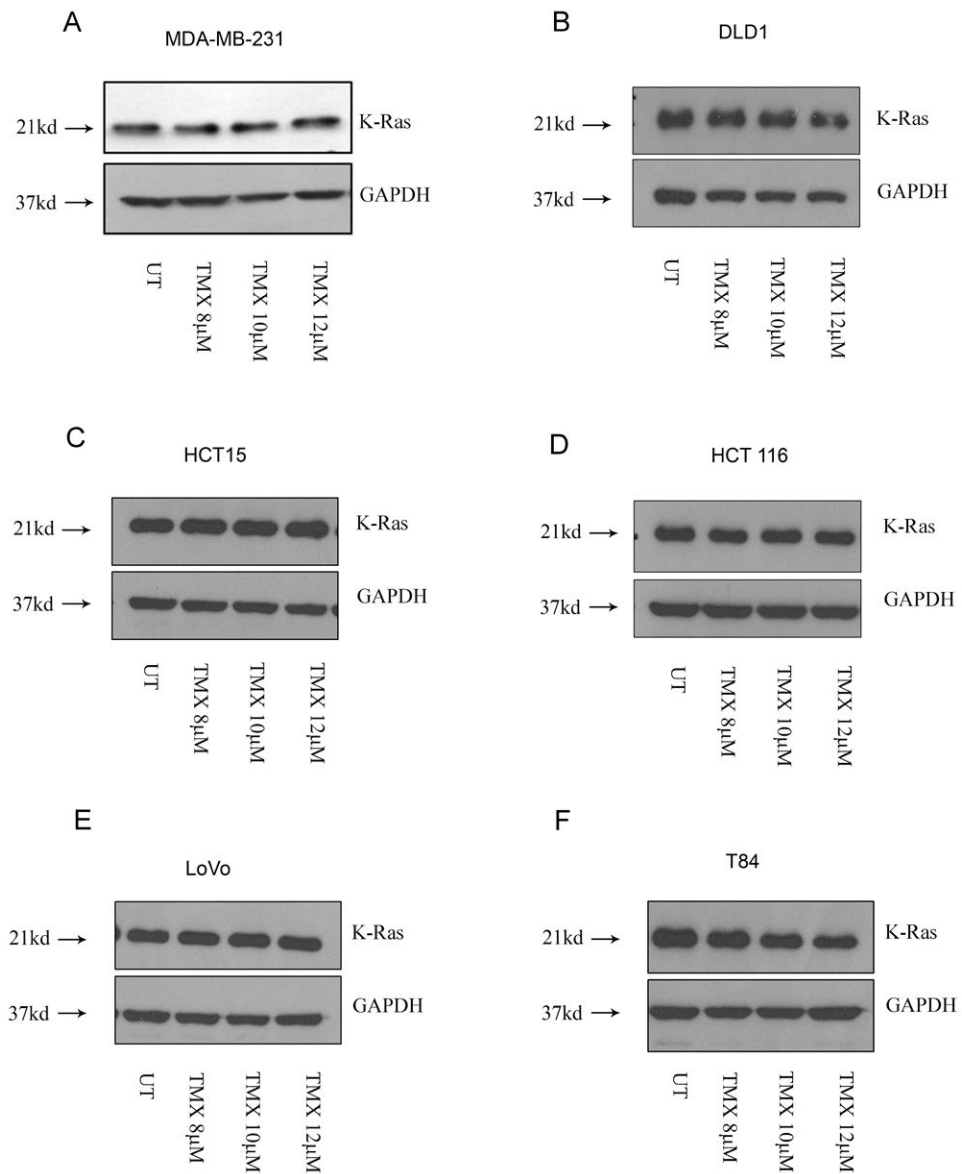 A
MDA-MB-231
21kd → K-Ras
37kd → GAPDH
UT
TMX 8μM
TMX 10μM
TMX 12μM
B
DLD1
21kd → K-Ras
37kd → GAPDH
UT
TMX 8μM
TMX 10μM
TMX 12μM
C
HCT15
21kd → K-Ras
37kd → GAPDH
UT
TMX 8μM
TMX 10μM
TMX 12μM
D
HCT 116
21kd → K-Ras
37kd → GAPDH
UT
TMX 8μM
TMX 10μM
TMX 12μM
E
LoVo
21kd → K-Ras
37kd → GAPDH
UT
TMX 8μM
TMX 10μM
TMX 12μM
F
T84
21kd → K-Ras
37kd → GAPDH
UT
TMX 8μM
TMX 10μM
TMX 12μM